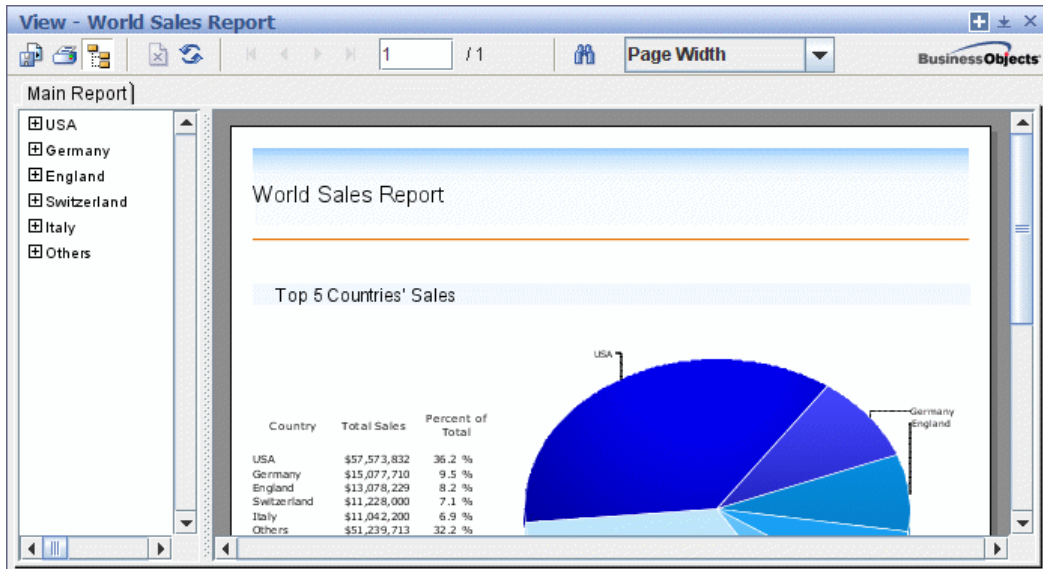 View - World Sales Report
1 / 1 Page Width BusinessObjects
Main Report
USA
Germany
England
Switzerland
Italy
Others
World Sales Report
Top 5 Countries' Sales
Country Total Sales Percent of Total
USA $57,573,832 36.2 %
Germany $15,077,710 9.5 %
England $13,078,229 8.2 %
Switzerland $11,228,000 7.1 %
Italy $11,042,200 6.9 %
Others $51,239,713 32.2 %
USA
Germany
England